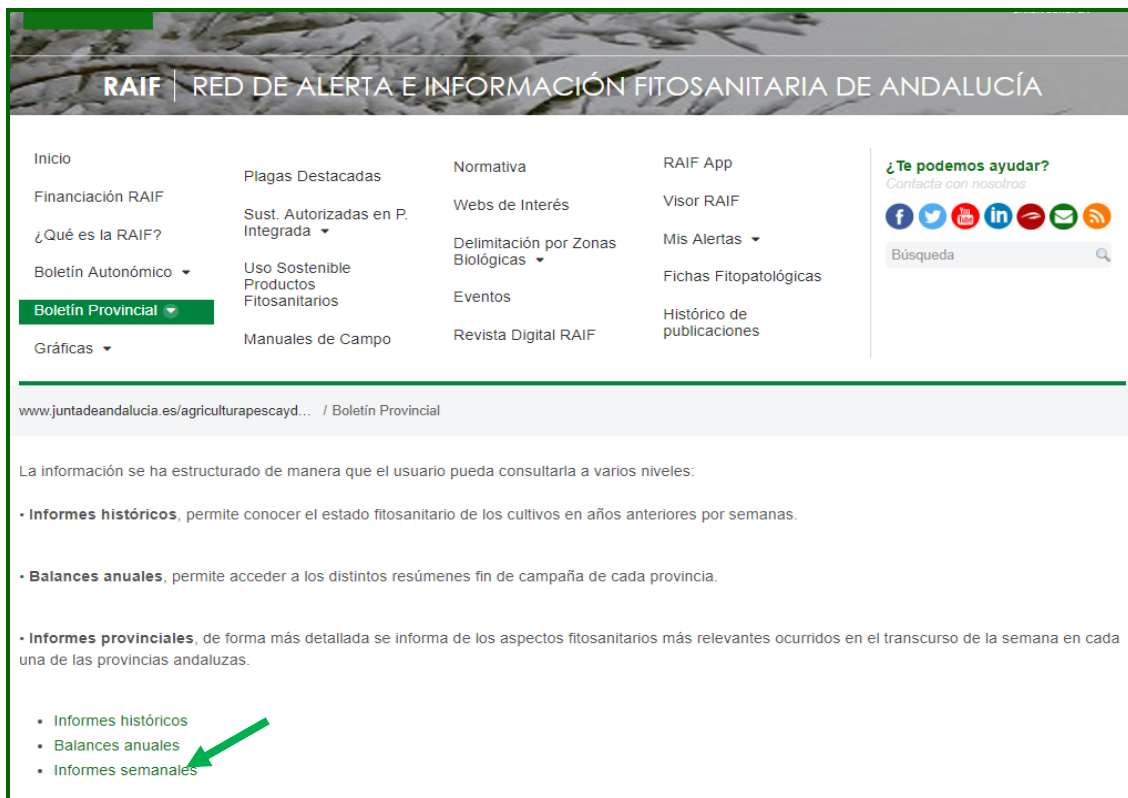 RAIF | RED DE ALERTA E INFORMACIÓN FITOSANITARIA DE ANDALUCÍA
Inicio
Financiación RAIF
¿Qué es la RAIF?
Boletín Autonómico
Boletín Provincial
Gráficas
Plagas Destacadas
Sust. Autorizadas en P.
Integrada
Uso Sostenible
Productos
Fitosanitarios
Manuales de Campo
Normativa
Webs de Interés
Delimitación por Zonas
Biológicas
Eventos
Revista Digital RAIF
RAIF App
Visor RAIF
Mis Alertas
Fichas Fitopatológicas
Histórico de
publicaciones
¿Te podemos ayudar?
Contacta con nosotros
Búsqueda
www.juntadeandalucia.es/agriculturapescayd... / Boletín Provincial
La información se ha estructurado de manera que el usuario pueda consultarla a varios niveles:
• Informes históricos, permite conocer el estado fitosanitario de los cultivos en años anteriores por semanas.
• Balances anuales, permite acceder a los distintos resúmenes fin de campaña de cada provincia.
• Informes provinciales, de forma más detallada se informa de los aspectos fitosanitarios más relevantes ocurridos en el transcurso de la semana en cada
una de las provincias andaluzas.
• Informes históricos
• Balances anuales
• Informes semanales